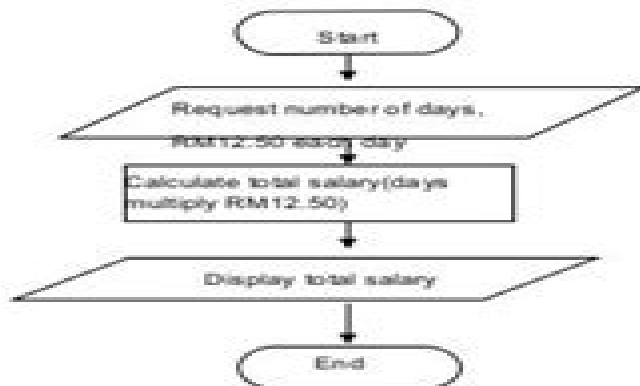 Start
Request number of days,
RM12.50 each day
Calculate total salary(days
multiply RM12.50)
Display total salary
End